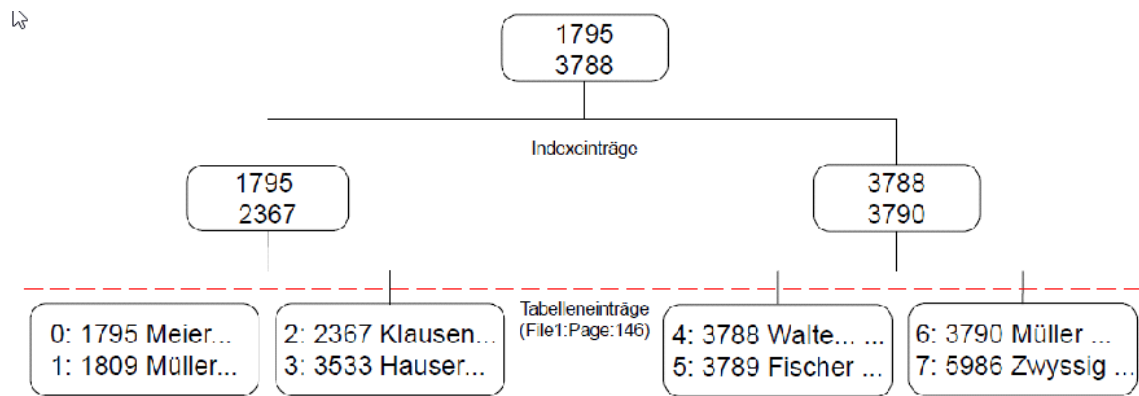 1795
3788
Indexeinträge
1795
2367
3788
3790
Tabelleneinträge
(File1:Page:146)
0: 1795 Meier...
1: 1809 Müller...
2: 2367 Klausen...
3: 3533 Hauser...
4: 3788 Walte... ...
5: 3789 Fischer ...
6: 3790 Müller ...
7: 5986 Zwyssig ...